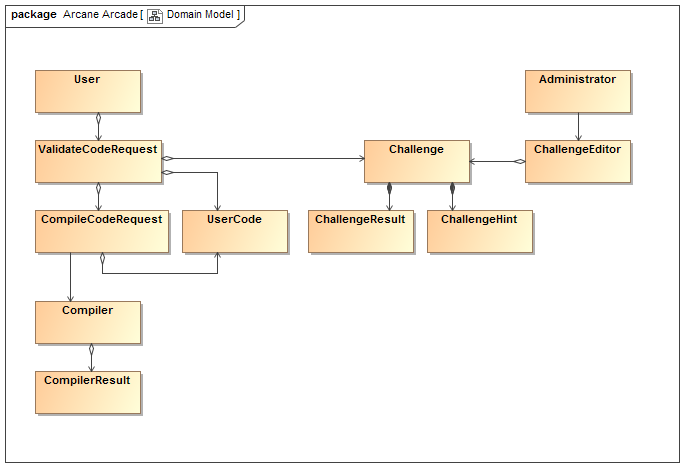 package Arcane Arcade [ Domain Model ]
User
Administrator
ValidateCodeRequest
Challenge
ChallengeEditor
CompileCodeRequest
UserCode
ChallengeResult
ChallengeHint
Compiler
CompilerResult